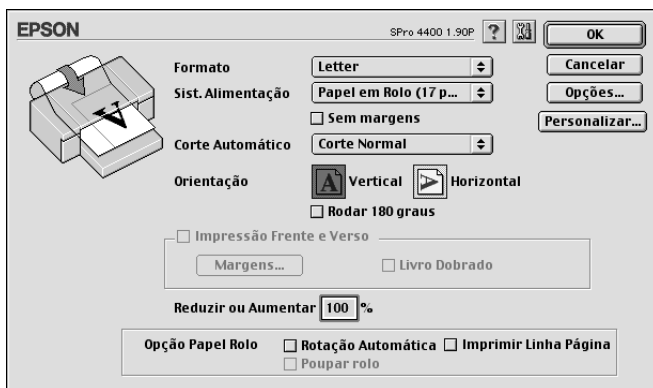 EPSON
SPro 4400 1.90P
?
OK
Formato
Letter
Cancelar
Sist. Alimentação
Papel em Rolo (17 p...
Opções...
Sem margens
Personalizar...
Corte Automático
Corte Normal
Orientação
A
Vertical
A
Horizontal
Rodar 180 graus
Impressão Frente e Verso
Margens...
Livro Dobrado
Reduzir ou Aumentar 100 %
Opção Papel Rolo
Rotação Automática
Imprimir Linha Página
Poupar rolo
A